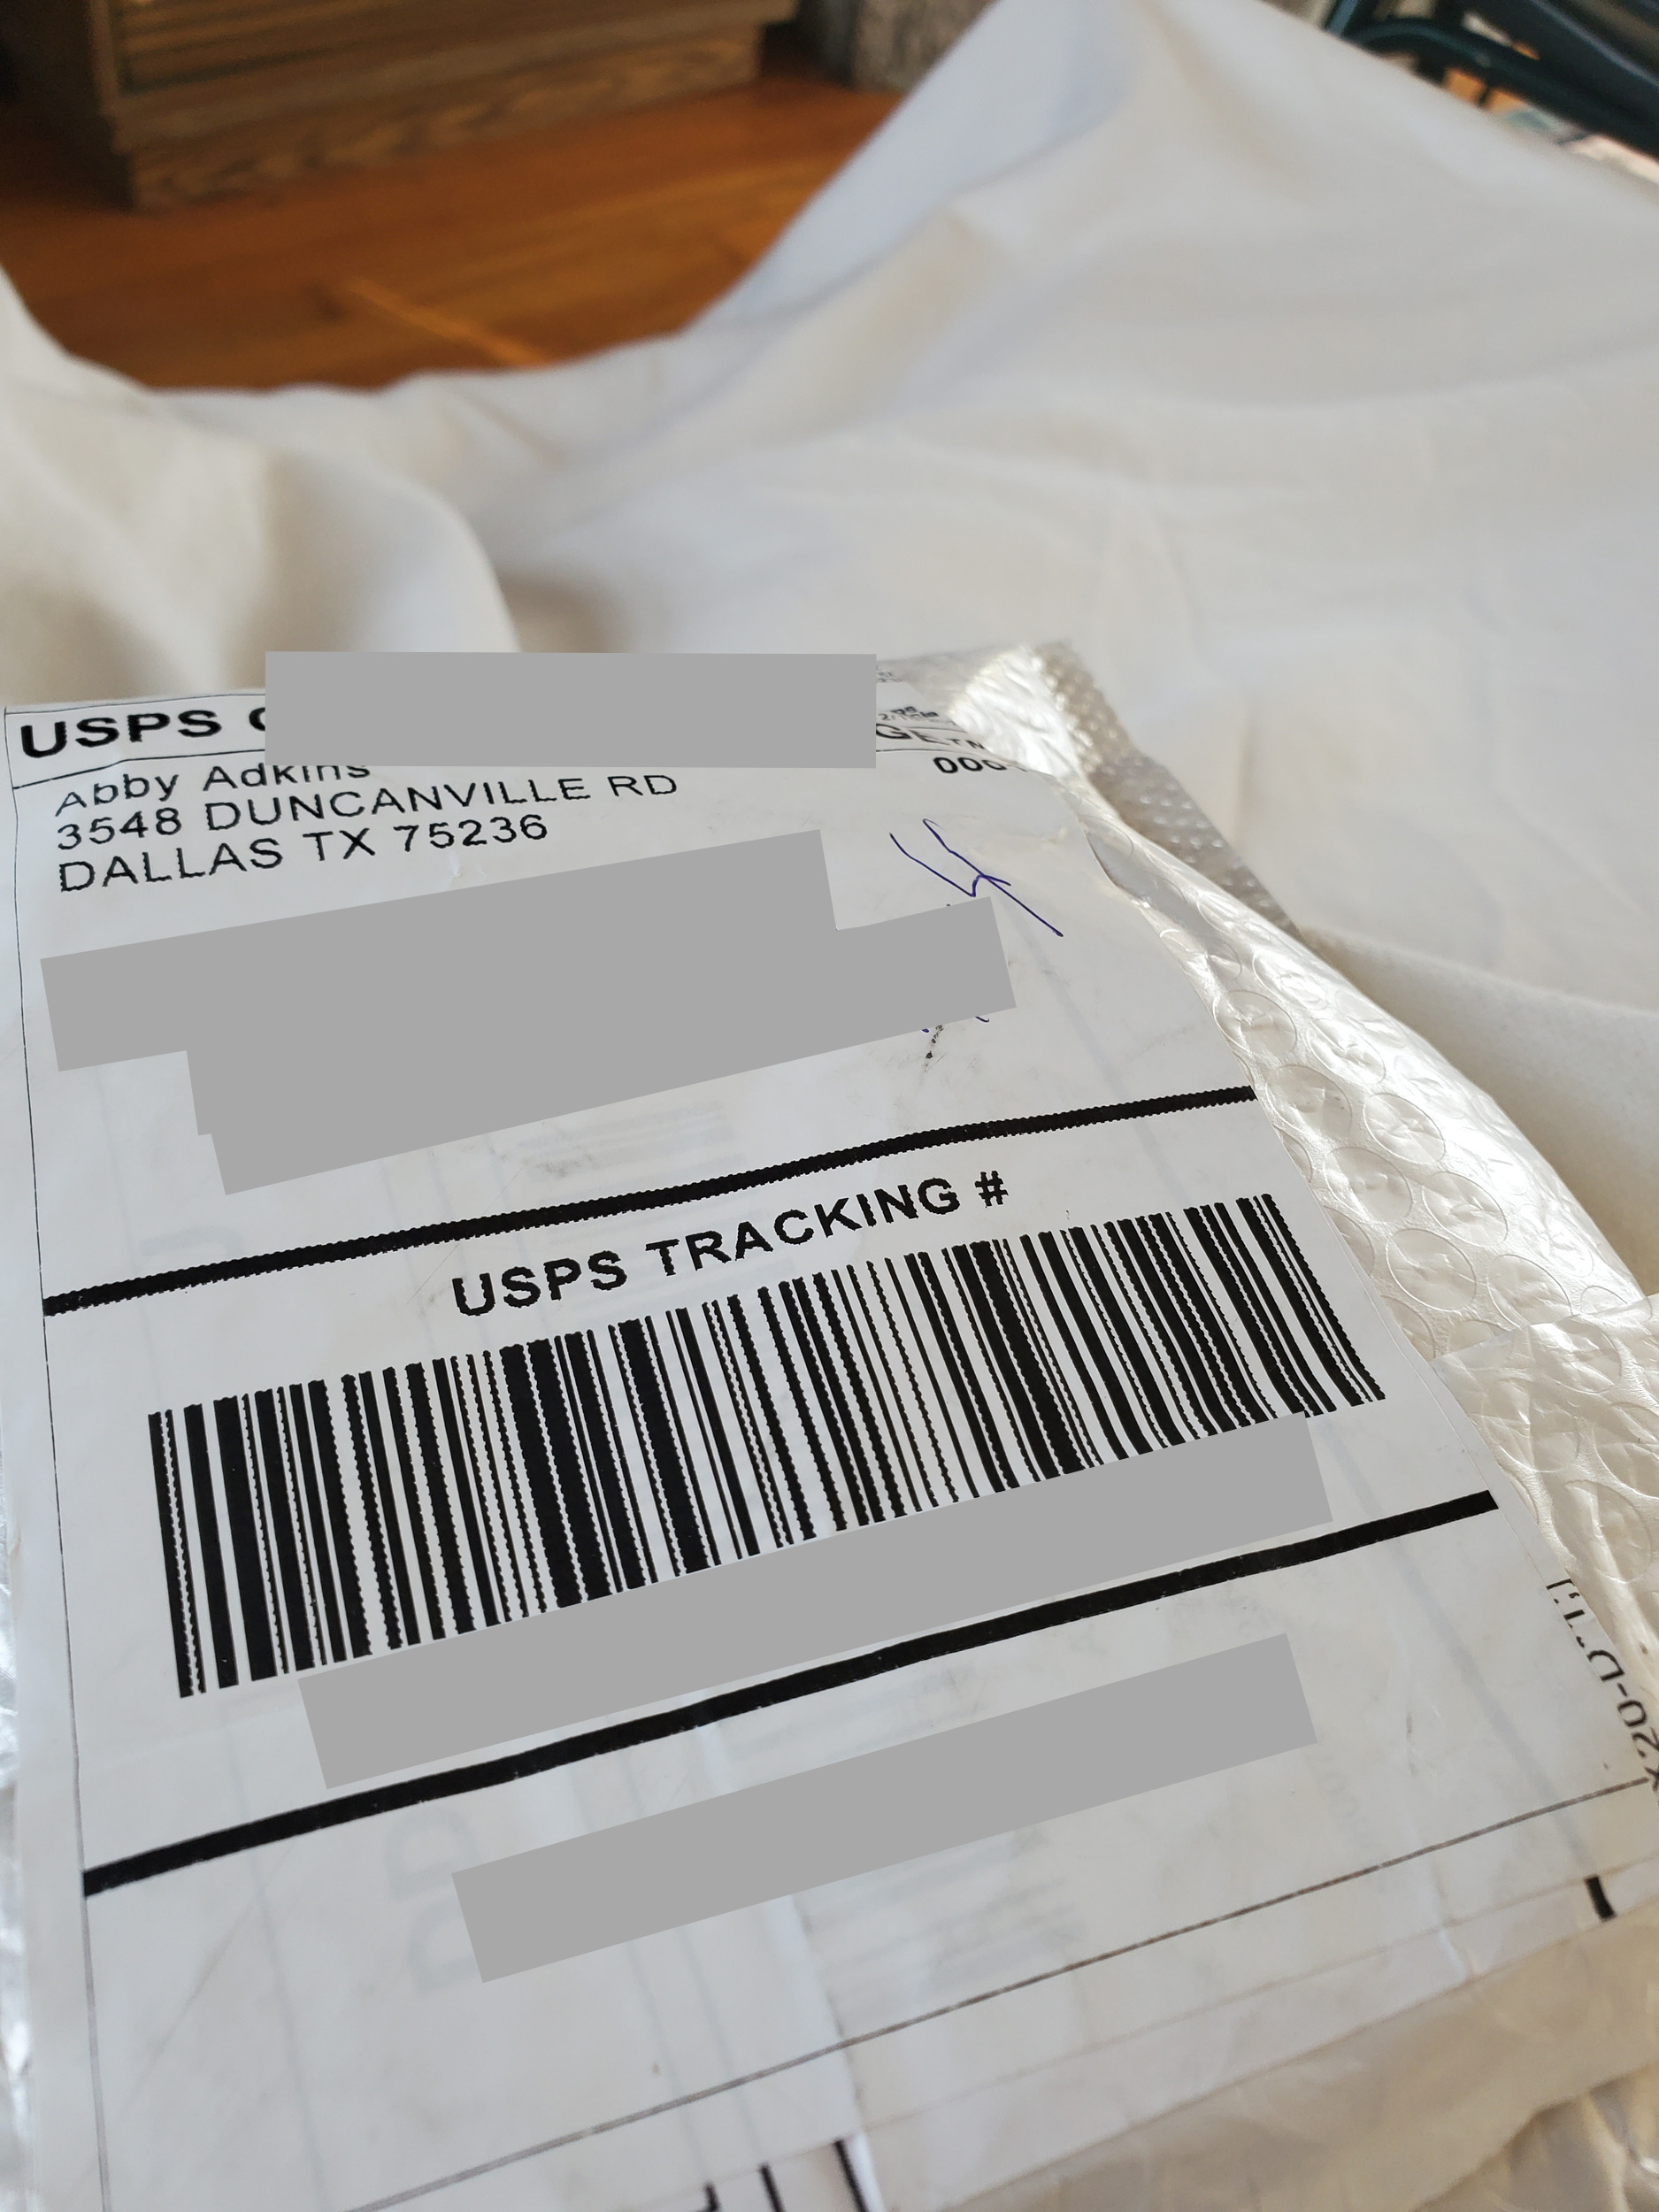 USPS
Abby Adkins
3548 DUNCANVILLE RD
DALLAS TX 75236
USPS TRACKING #